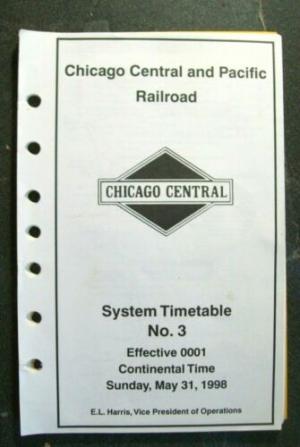 Chicago Central and Pacific
Railroad
CHICAGO CENTRAL
System Timetable
No. 3
Effective 0001
Continental Time
Sunday, May 31, 1998
E.L. Harris, Vice President of Operations